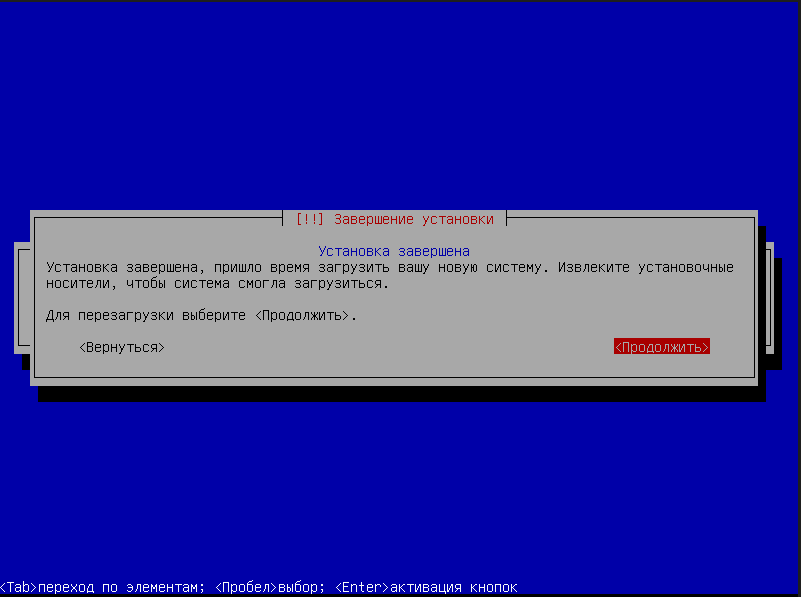 [!!] Завершение установки
Установка завершена
Установка завершена, пришло время загрузить вашу новую систему. Извлеките установочные
носители, чтобы система смогла загрузиться.
Для перезагрузки выберите <Продолжить>.
<Вернуться> <Продолжить>
<Tab>переход по элементам; <Пробел>выбор; <Enter>активация кнопок